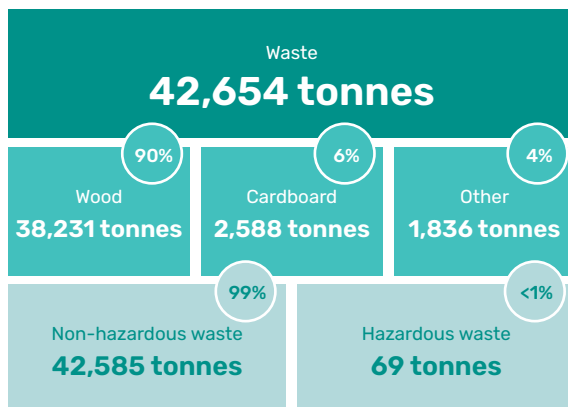 Waste
42,654 tonnes
90%
6%
4%
Wood
Cardboard
Other
38,231 tonnes
2,588 tonnes
1,836 tonnes
99%
<1%
Non-hazardous waste
Hazardous waste
42,585 tonnes
69 tonnes